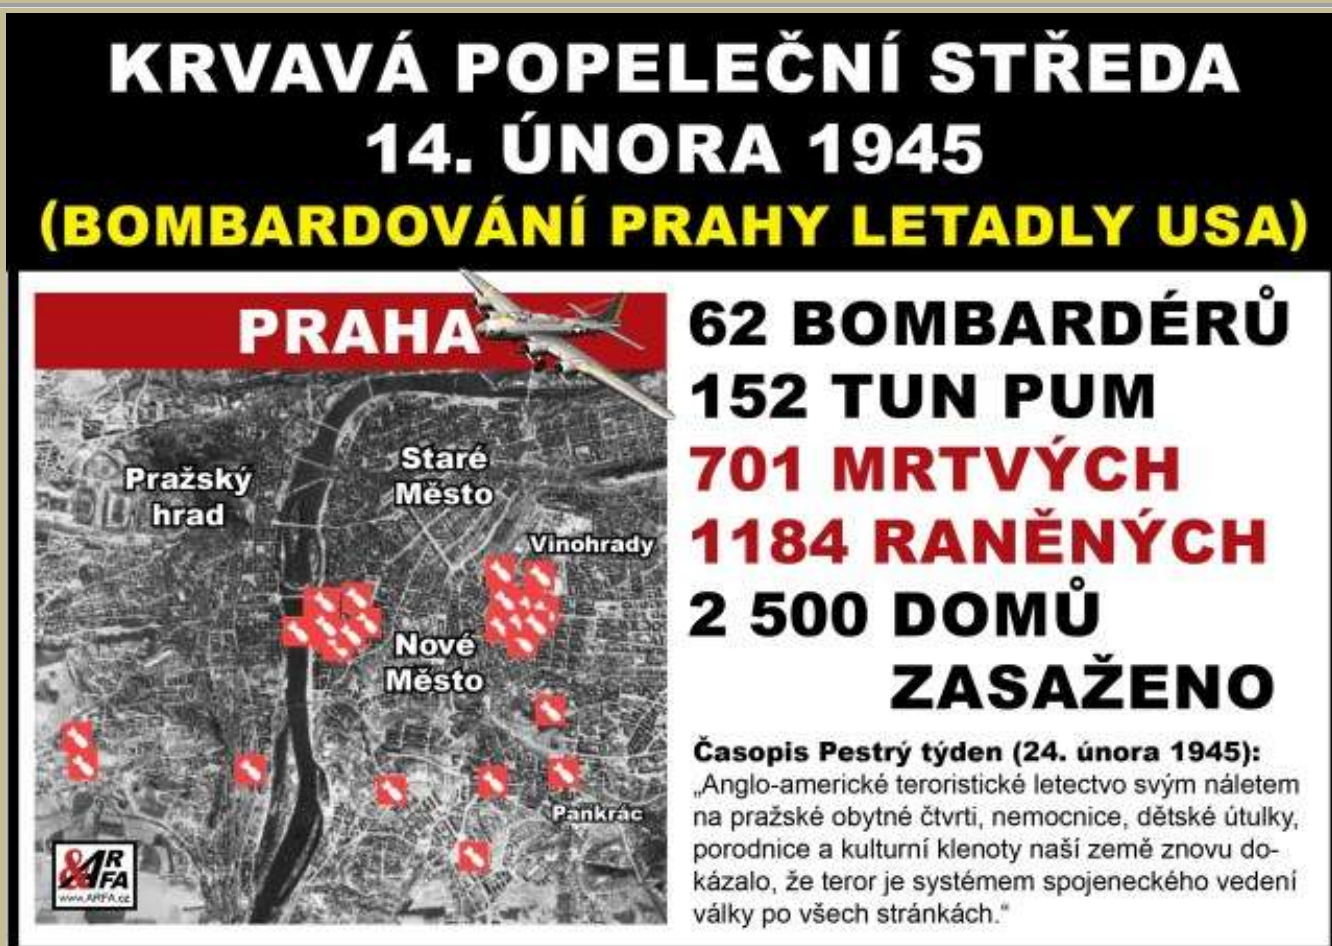 KRVAVÁ POPELEČNÍ STŘEDA
14. ÚNORA 1945
(BOMBARDOVÁNÍ PRAHY LETADLY USA)
PRAHA
Pražský
hrad
Staré
Město
Vinohrady
Nové
Město
Pankrác
&ARFA
www.ARFA.cz
62 BOMBARDÉRŮ
152 TUN PUM
701 MRTVÝCH
1184 RANĚNÝCH
2 500 DOMŮ
ZASAŽENO
Časopis Pestrý týden (24. února 1945):
„Anglo-americké teroristické letectvo svým náletem
na pražské obytné čtvrti, nemocnice, dětské útulky,
porodnice a kulturní klenoty naší země znovu do-
kázalo, že teror je systémem spojeneckého vedení
války po všech stránkách.“